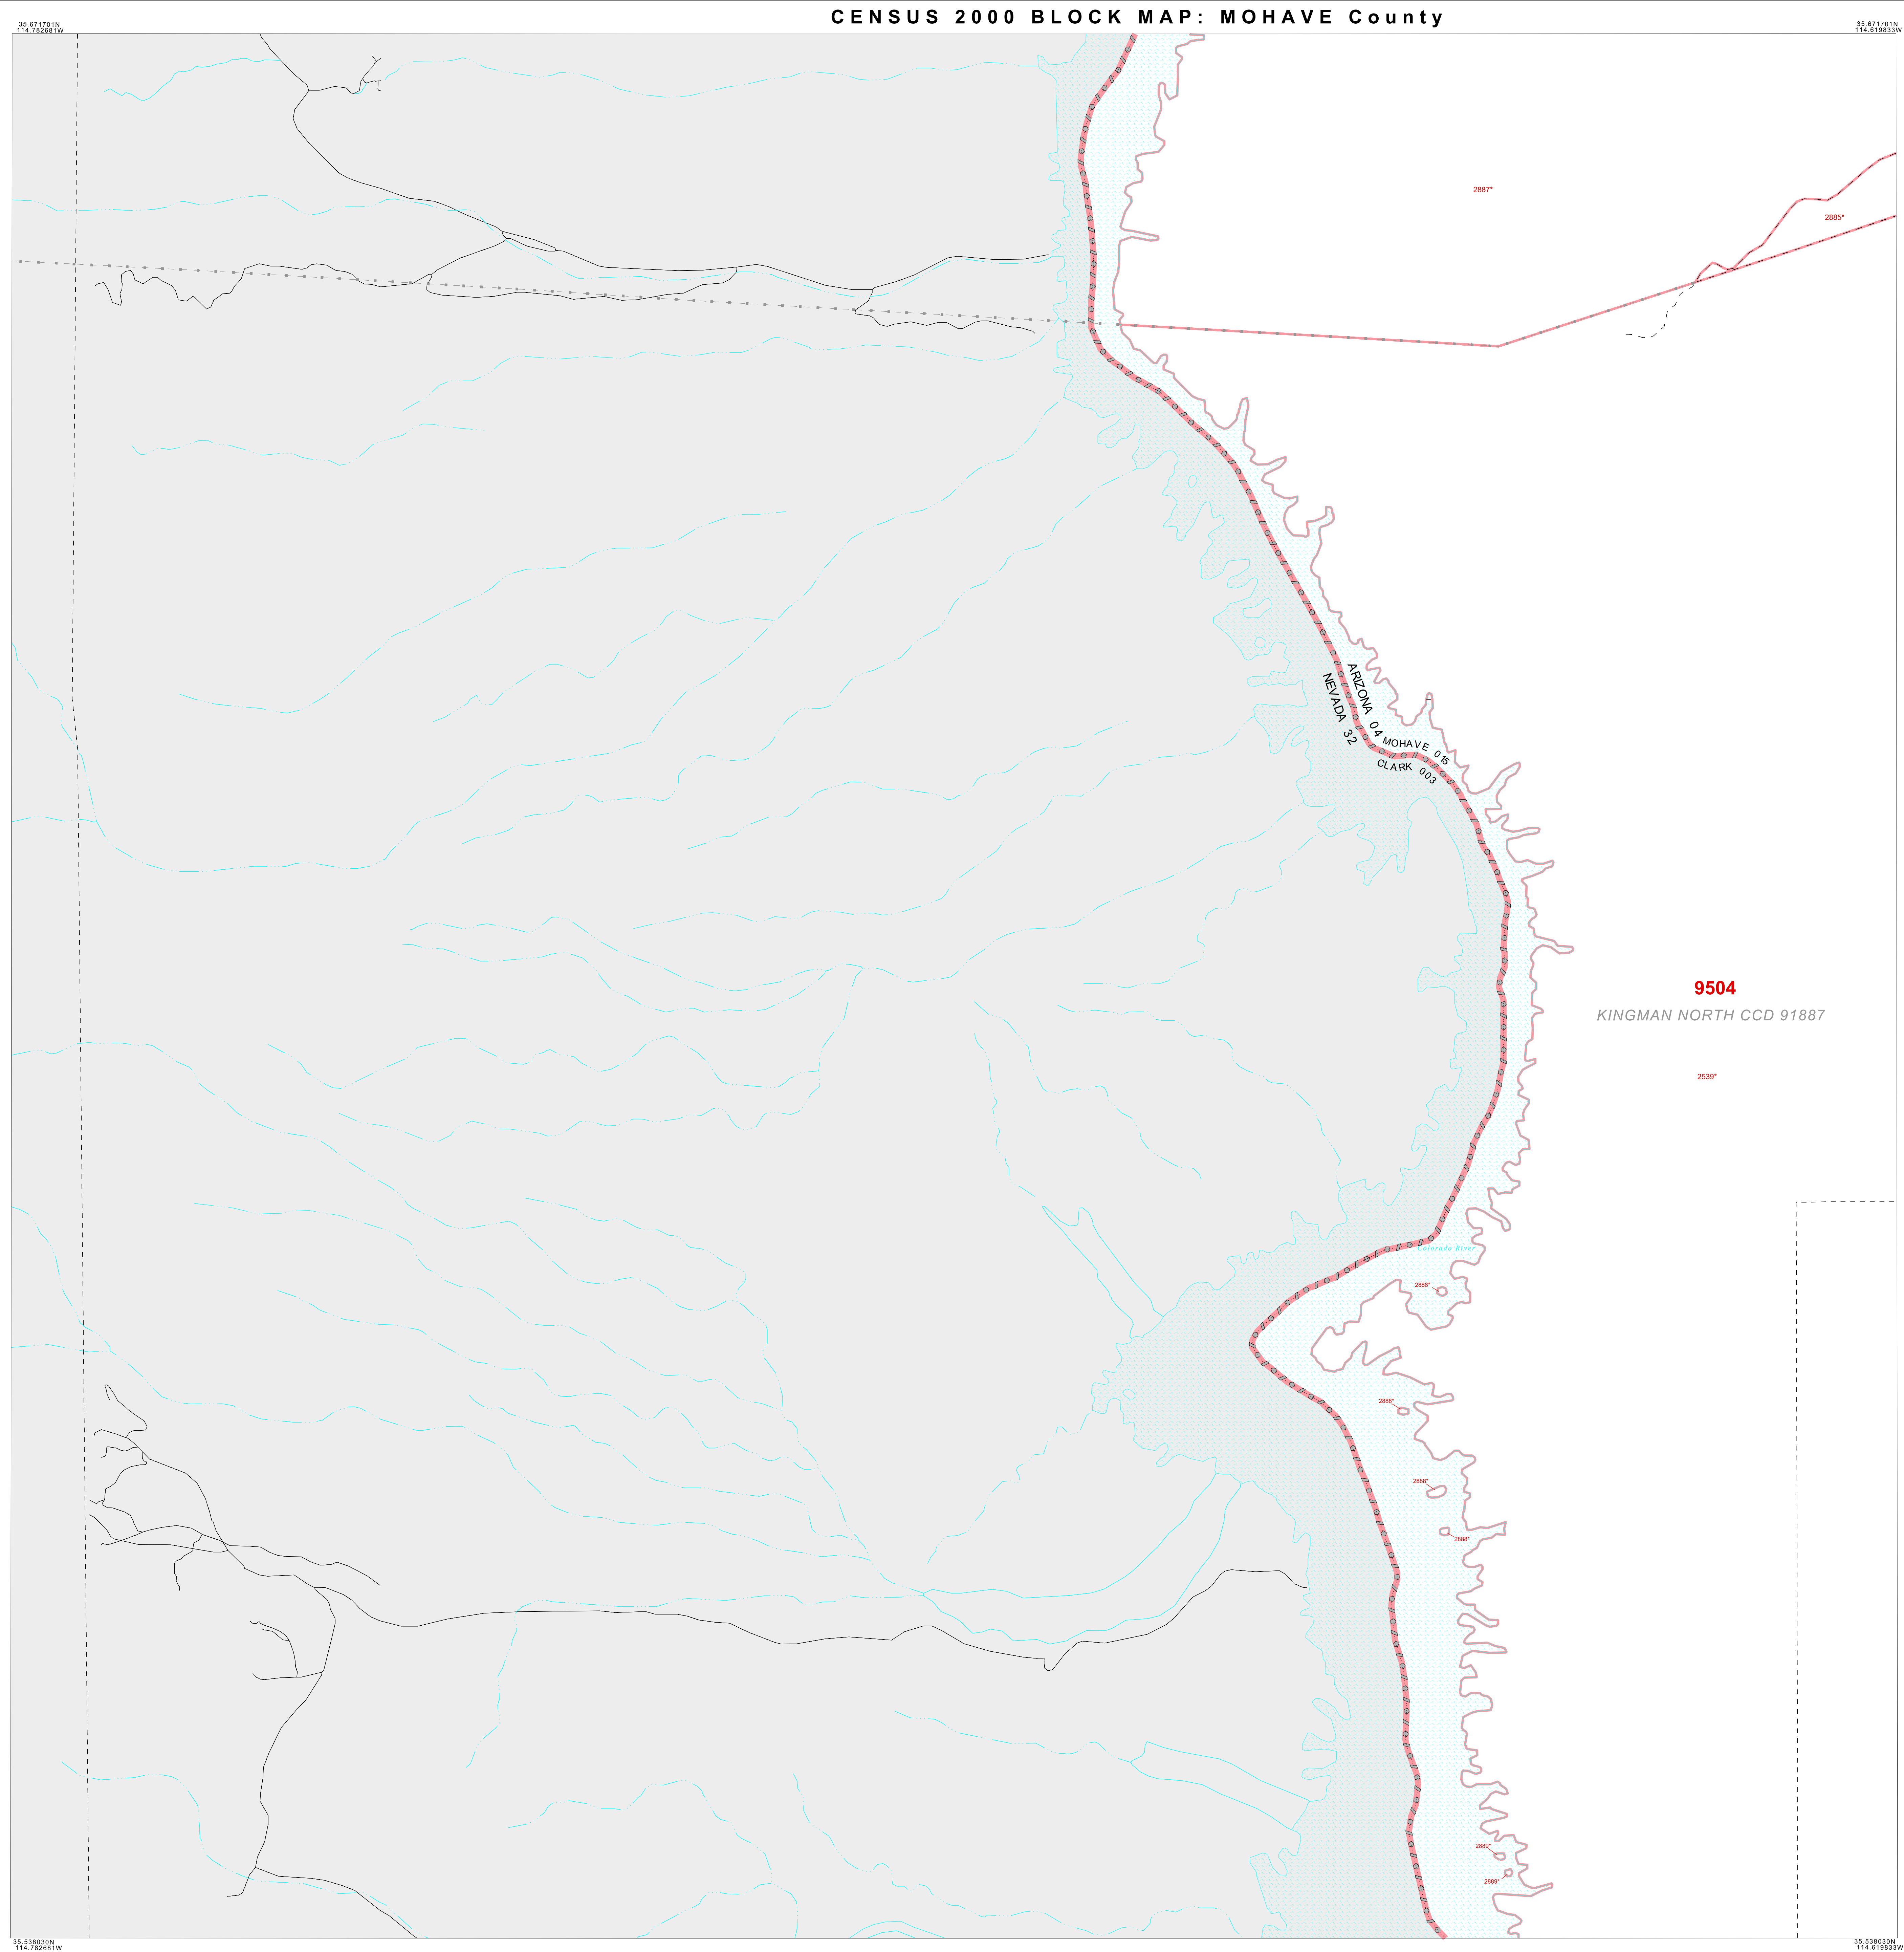 CENSUS 2000 BLOCK MAP: MOHAVE County
35.671701N
114.782681W
35.671701N
114.619833W
2887*
2885*
ARIZONA 04
NEVADA 32
MOHAVE 015
CLARK 003
9504
KINGMAN NORTH CCD 91887
2539*
Colorado River
2888*
2888*
2888*
2888*
2889*
2889*
35.538030N
114.782681W
35.538030N
114.619833W